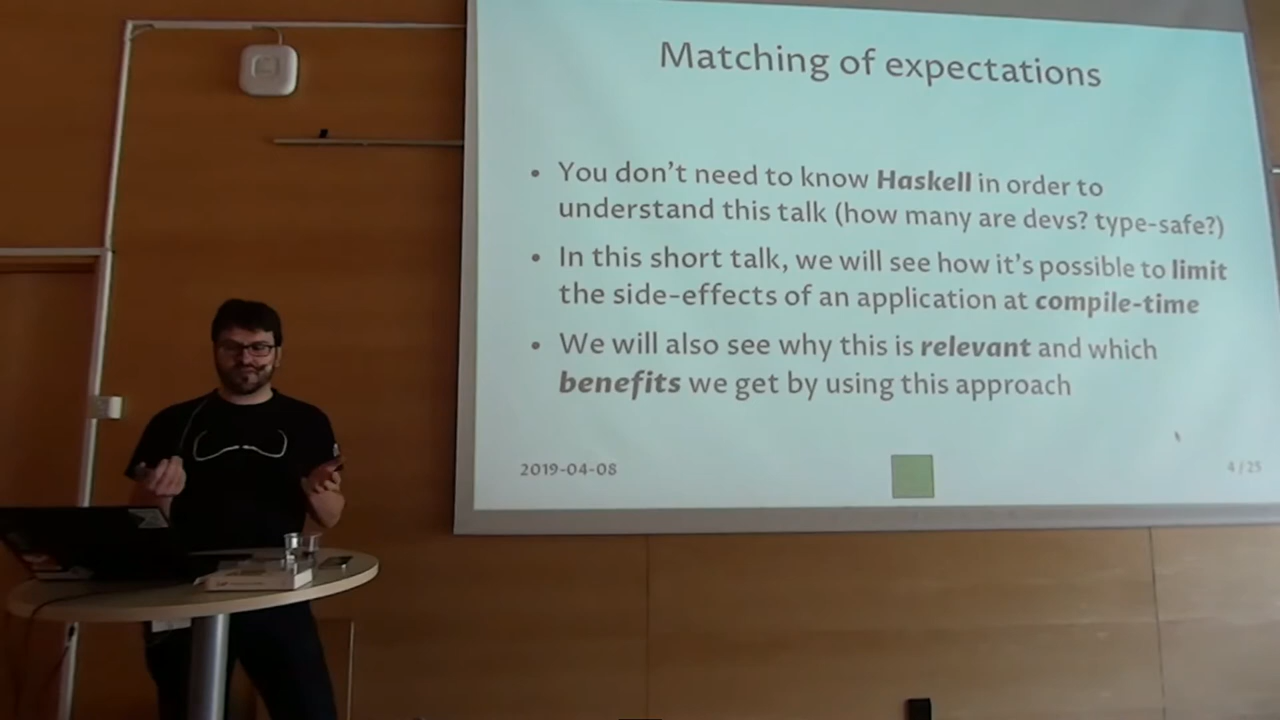 Matching of expectations
• You don't need to know Haskell in order to
understand this talk (how many are devs? type-safe?)
• In this short talk, we will see how it's possible to limit
the side-effects of an application at compile-time
• We will also see why this is relevant and which
benefits we get by using this approach
2019-04-08
4 / 25